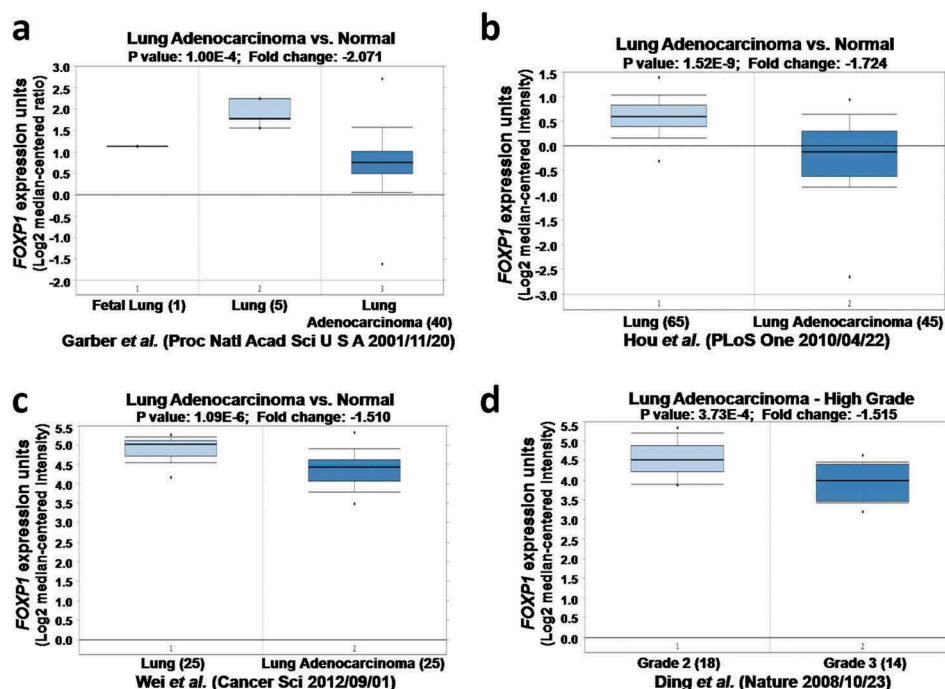 a
Lung Adenocarcinoma vs. Normal
P value: 1.00E-4; Fold change: -2.071
FOXP1 expression units
(Log2 median-centered ratio)
3.0
2.5
2.0
1.5
1.0
0.5
0.0
-0.5
-1.0
-1.5
-2.0
1
2
3
Fetal Lung (1)
Lung (5)
Lung
Adenocarcinoma (40)
Garber et al. (Proc Natl Acad Sci U S A 2001/11/20)
b
Lung Adenocarcinoma vs. Normal
P value: 1.52E-9; Fold change: -1.724
FOXP1 expression units
(Log2 median-centered Intensity)
1.5
1.0
0.5
0.0
-0.5
-1.0
-1.5
-2.0
-2.5
-3.0
1
2
Lung (65)
Lung Adenocarcinoma (45)
Hou et al. (PLoS One 2010/04/22)
c
Lung Adenocarcinoma vs. Normal
P value: 1.09E-6; Fold change: -1.510
FOXP1 expression units
(Log2 median-centered Intensity)
5.5
5.0
4.5
4.0
3.5
3.0
2.5
2.0
1.5
1.0
0.5
0.0
1
2
Lung (25)
Lung Adenocarcinoma (25)
Wei et al. (Cancer Sci 2012/09/01)
d
Lung Adenocarcinoma - High Grade
P value: 3.73E-4; Fold change: -1.515
FOXP1 expression units
(Log2 median-centered Intensity)
5.5
5.0
4.5
4.0
3.5
3.0
2.5
2.0
1.5
1.0
0.5
0.0
1
2
Grade 2 (18)
Grade 3 (14)
Ding et al. (Nature 2008/10/23)